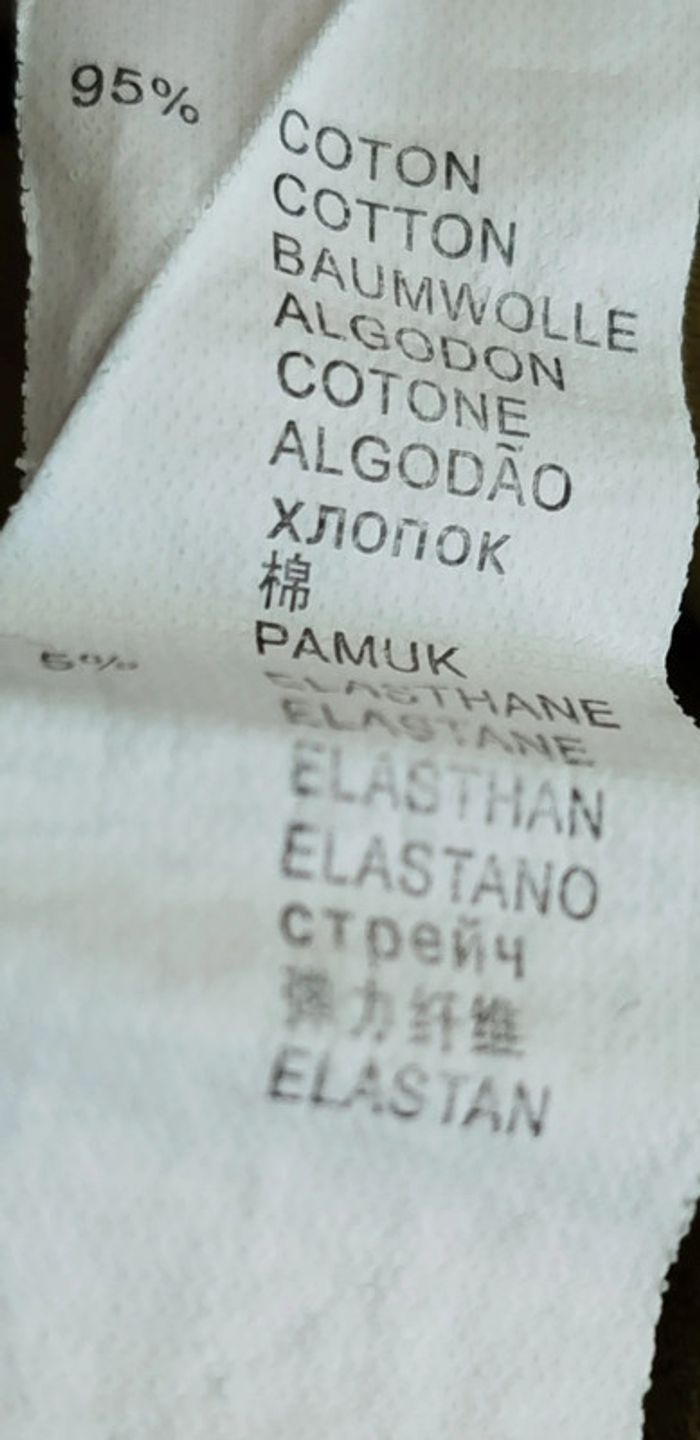 95% COTON
COTTON
BAUMWOLLE
ALGODON
COTONE
ALGODÃO
хлопок
棉
PAMUK
5% ELASTHANE
ELASTANE
ELASTHAN
ELASTANO
стрейч
弹力纤维
ELASTAN